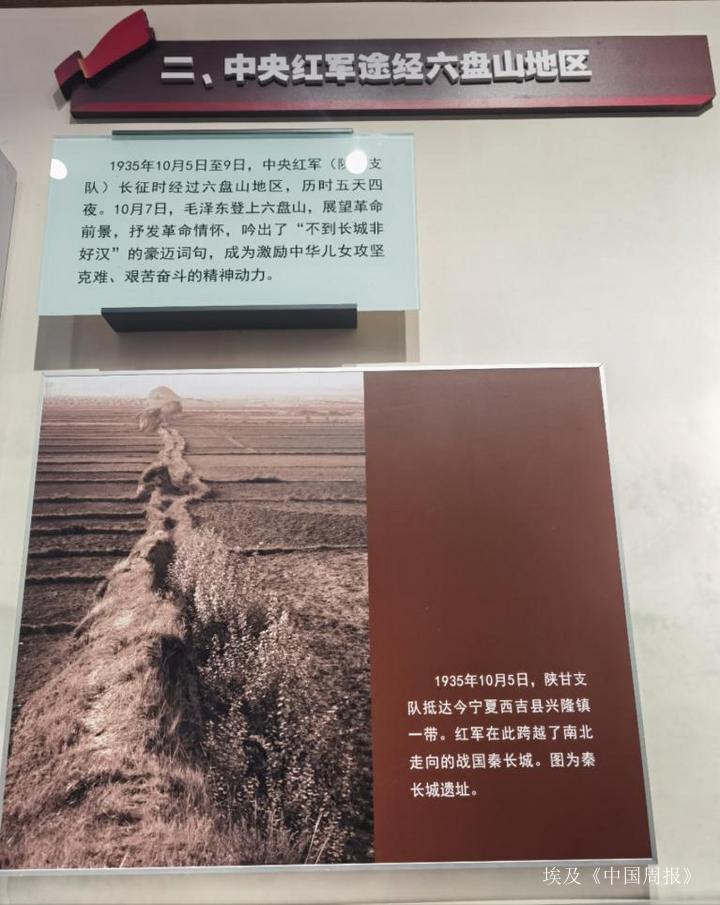 二、中央红军途经六盘山地区
1935年10月5日至9日，中央红军（陕 支
队）长征时经过六盘山地区，历时五天四
夜。10月7日，毛泽东登上六盘山，展望革命
前景，抒发革命情怀，吟出了“不到长城非
好汉”的豪迈词句，成为激励中华儿女攻坚
克难、艰苦奋斗的精神动力。
1935年10月5日，陕甘支
队抵达今宁夏西吉县兴隆镇
一带。红军在此跨越了南北
走向的战国秦长城。图为秦
长城遗址。
埃及《中国周报》